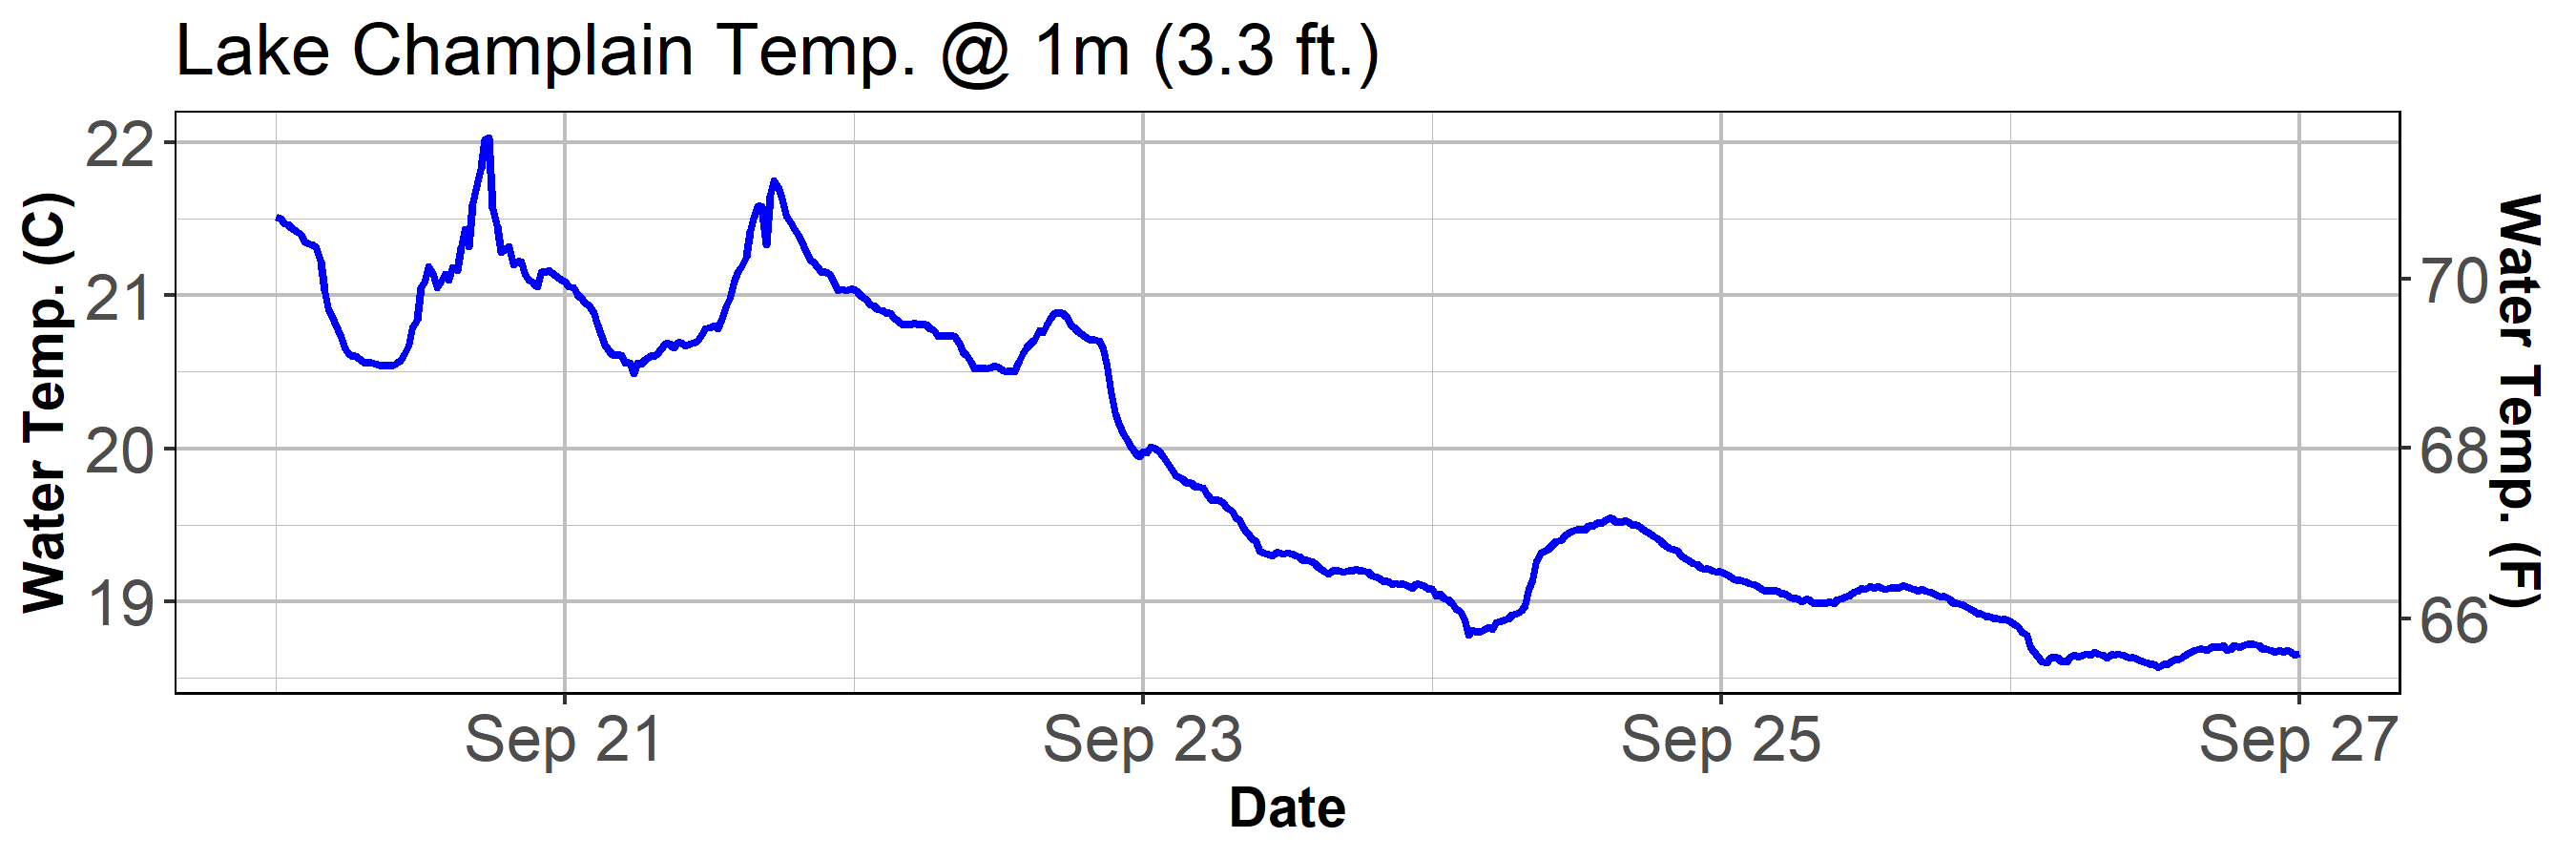 Lake Champlain Temp. @ 1m (3.3 ft.)
Water Temp. (C)
22
21
20
19
70
68
66
Water Temp. (F)
Sep 21
Sep 23
Sep 25
Sep 27
Date